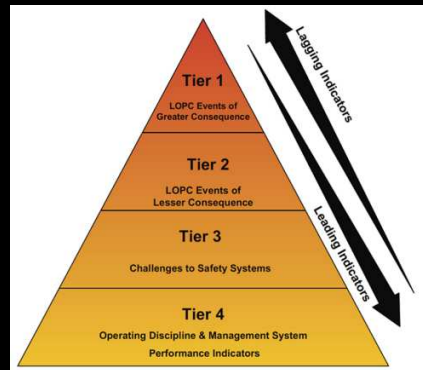 Tier 1
LOPC Events of
Greater Consequence
Tier 2
LOPC Events of
Lesser Consequence
Tier 3
Challenges to Safety Systems
Tier 4
Operating Discipline & Management System
Performance Indicators
Lagging Indicators
Leading Indicators